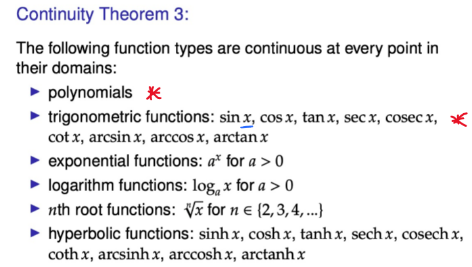 Continuity Theorem 3:
The following function types are continuous at every point in
their domains:
▶ polynomials
▶ trigonometric functions: sin x, cos x, tan x, sec x, cosec x,
cot x, arcsin x, arccos x, arctan x
▶ exponential functions: aˣ for a > 0
▶ logarithm functions: logₐ x for a > 0
▶ nth root functions: ⁿ√x for n ∈ {2, 3, 4, ...}
▶ hyperbolic functions: sinh x, cosh x, tanh x, sech x, cosech x,
coth x, arcsinh x, arccosh x, arctanh x